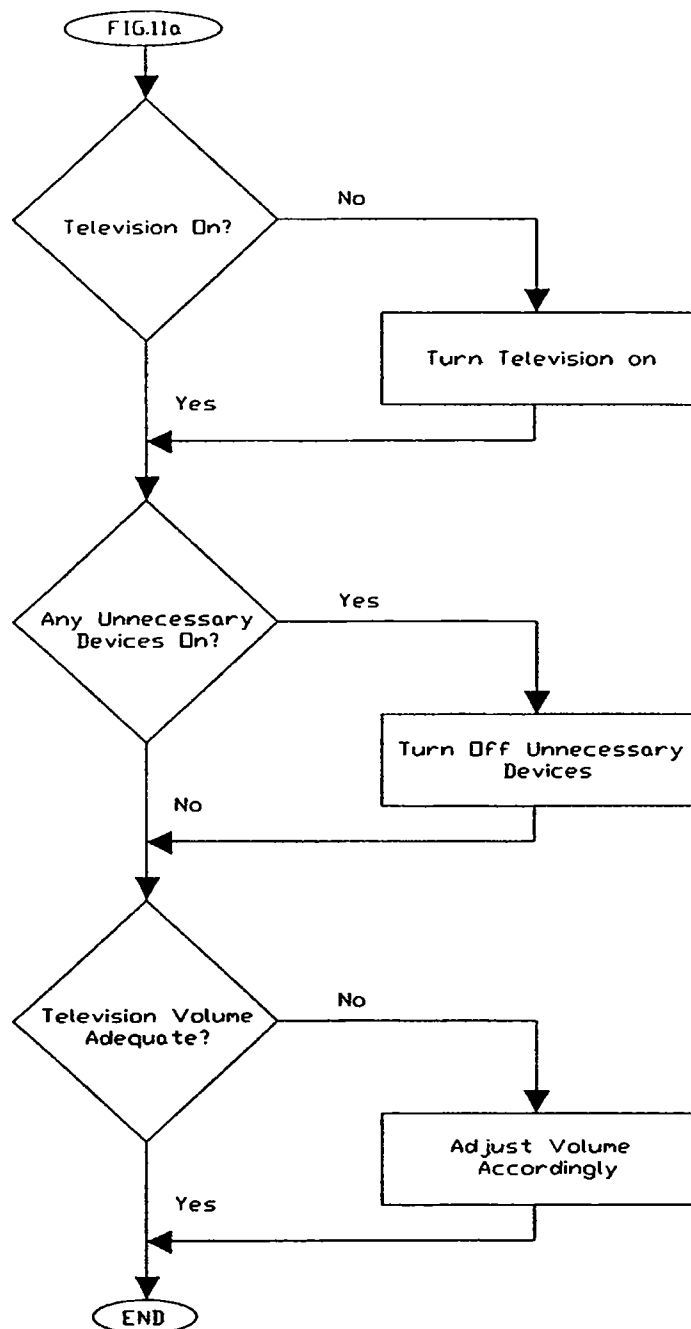 FIG.11a
Television On?
No
Turn Television on
Yes
Any Unnecessary
Devices On?
Yes
Turn Off Unnecessary
Devices
No
Television Volume
Adequate?
No
Adjust Volume
Accordingly
Yes
END